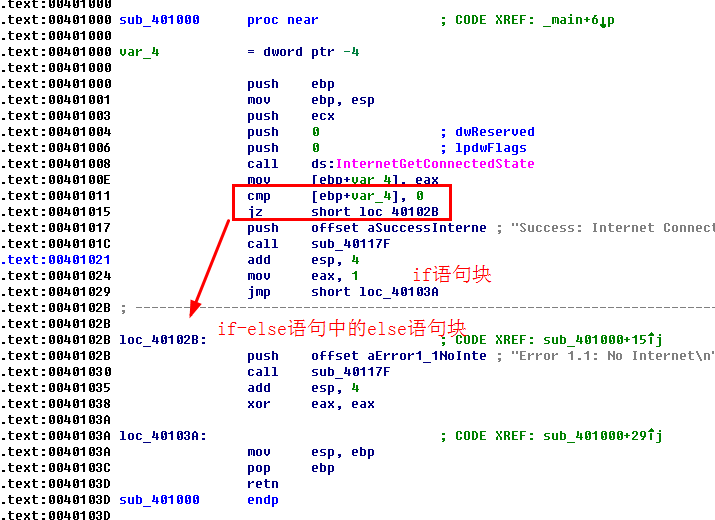 .text:00401000
.text:00401000 sub_401000 proc near ; CODE XREF: _main+6↓p
.text:00401000
.text:00401000 var_4 = dword ptr -4
.text:00401000
.text:00401000 push ebp
.text:00401001 mov ebp, esp
.text:00401003 push ecx
.text:00401004 push 0 ; dwReserved
.text:00401006 push 0 ; lpdwFlags
.text:00401008 call ds:InternetGetConnectedState
.text:0040100E mov [ebp+var_4], eax
.text:00401011 cmp [ebp+var_4], 0
.text:00401015 jz short loc_40102B
.text:00401017 push offset aSuccessInterne ; "Success: Internet Connect
.text:0040101C call sub_40117F
.text:00401021 add esp, 4
.text:00401024 mov eax, 1 if语句块
.text:00401029 jmp short loc_40103A
.text:0040102B ; ---------------------------------------------------------------------------
.text:0040102B if-else语句中的else语句块
.text:0040102B loc_40102B: ; CODE XREF: sub_401000+15↑j
.text:0040102B push offset aError1_1NoInte ; "Error 1.1: No Internet\n"
.text:00401030 call sub_40117F
.text:00401035 add esp, 4
.text:00401038 xor eax, eax
.text:0040103A
.text:0040103A loc_40103A: ; CODE XREF: sub_401000+29↑j
.text:0040103A mov esp, ebp
.text:0040103C pop ebp
.text:0040103D retn
.text:0040103D sub_401000 endp
.text:0040103D